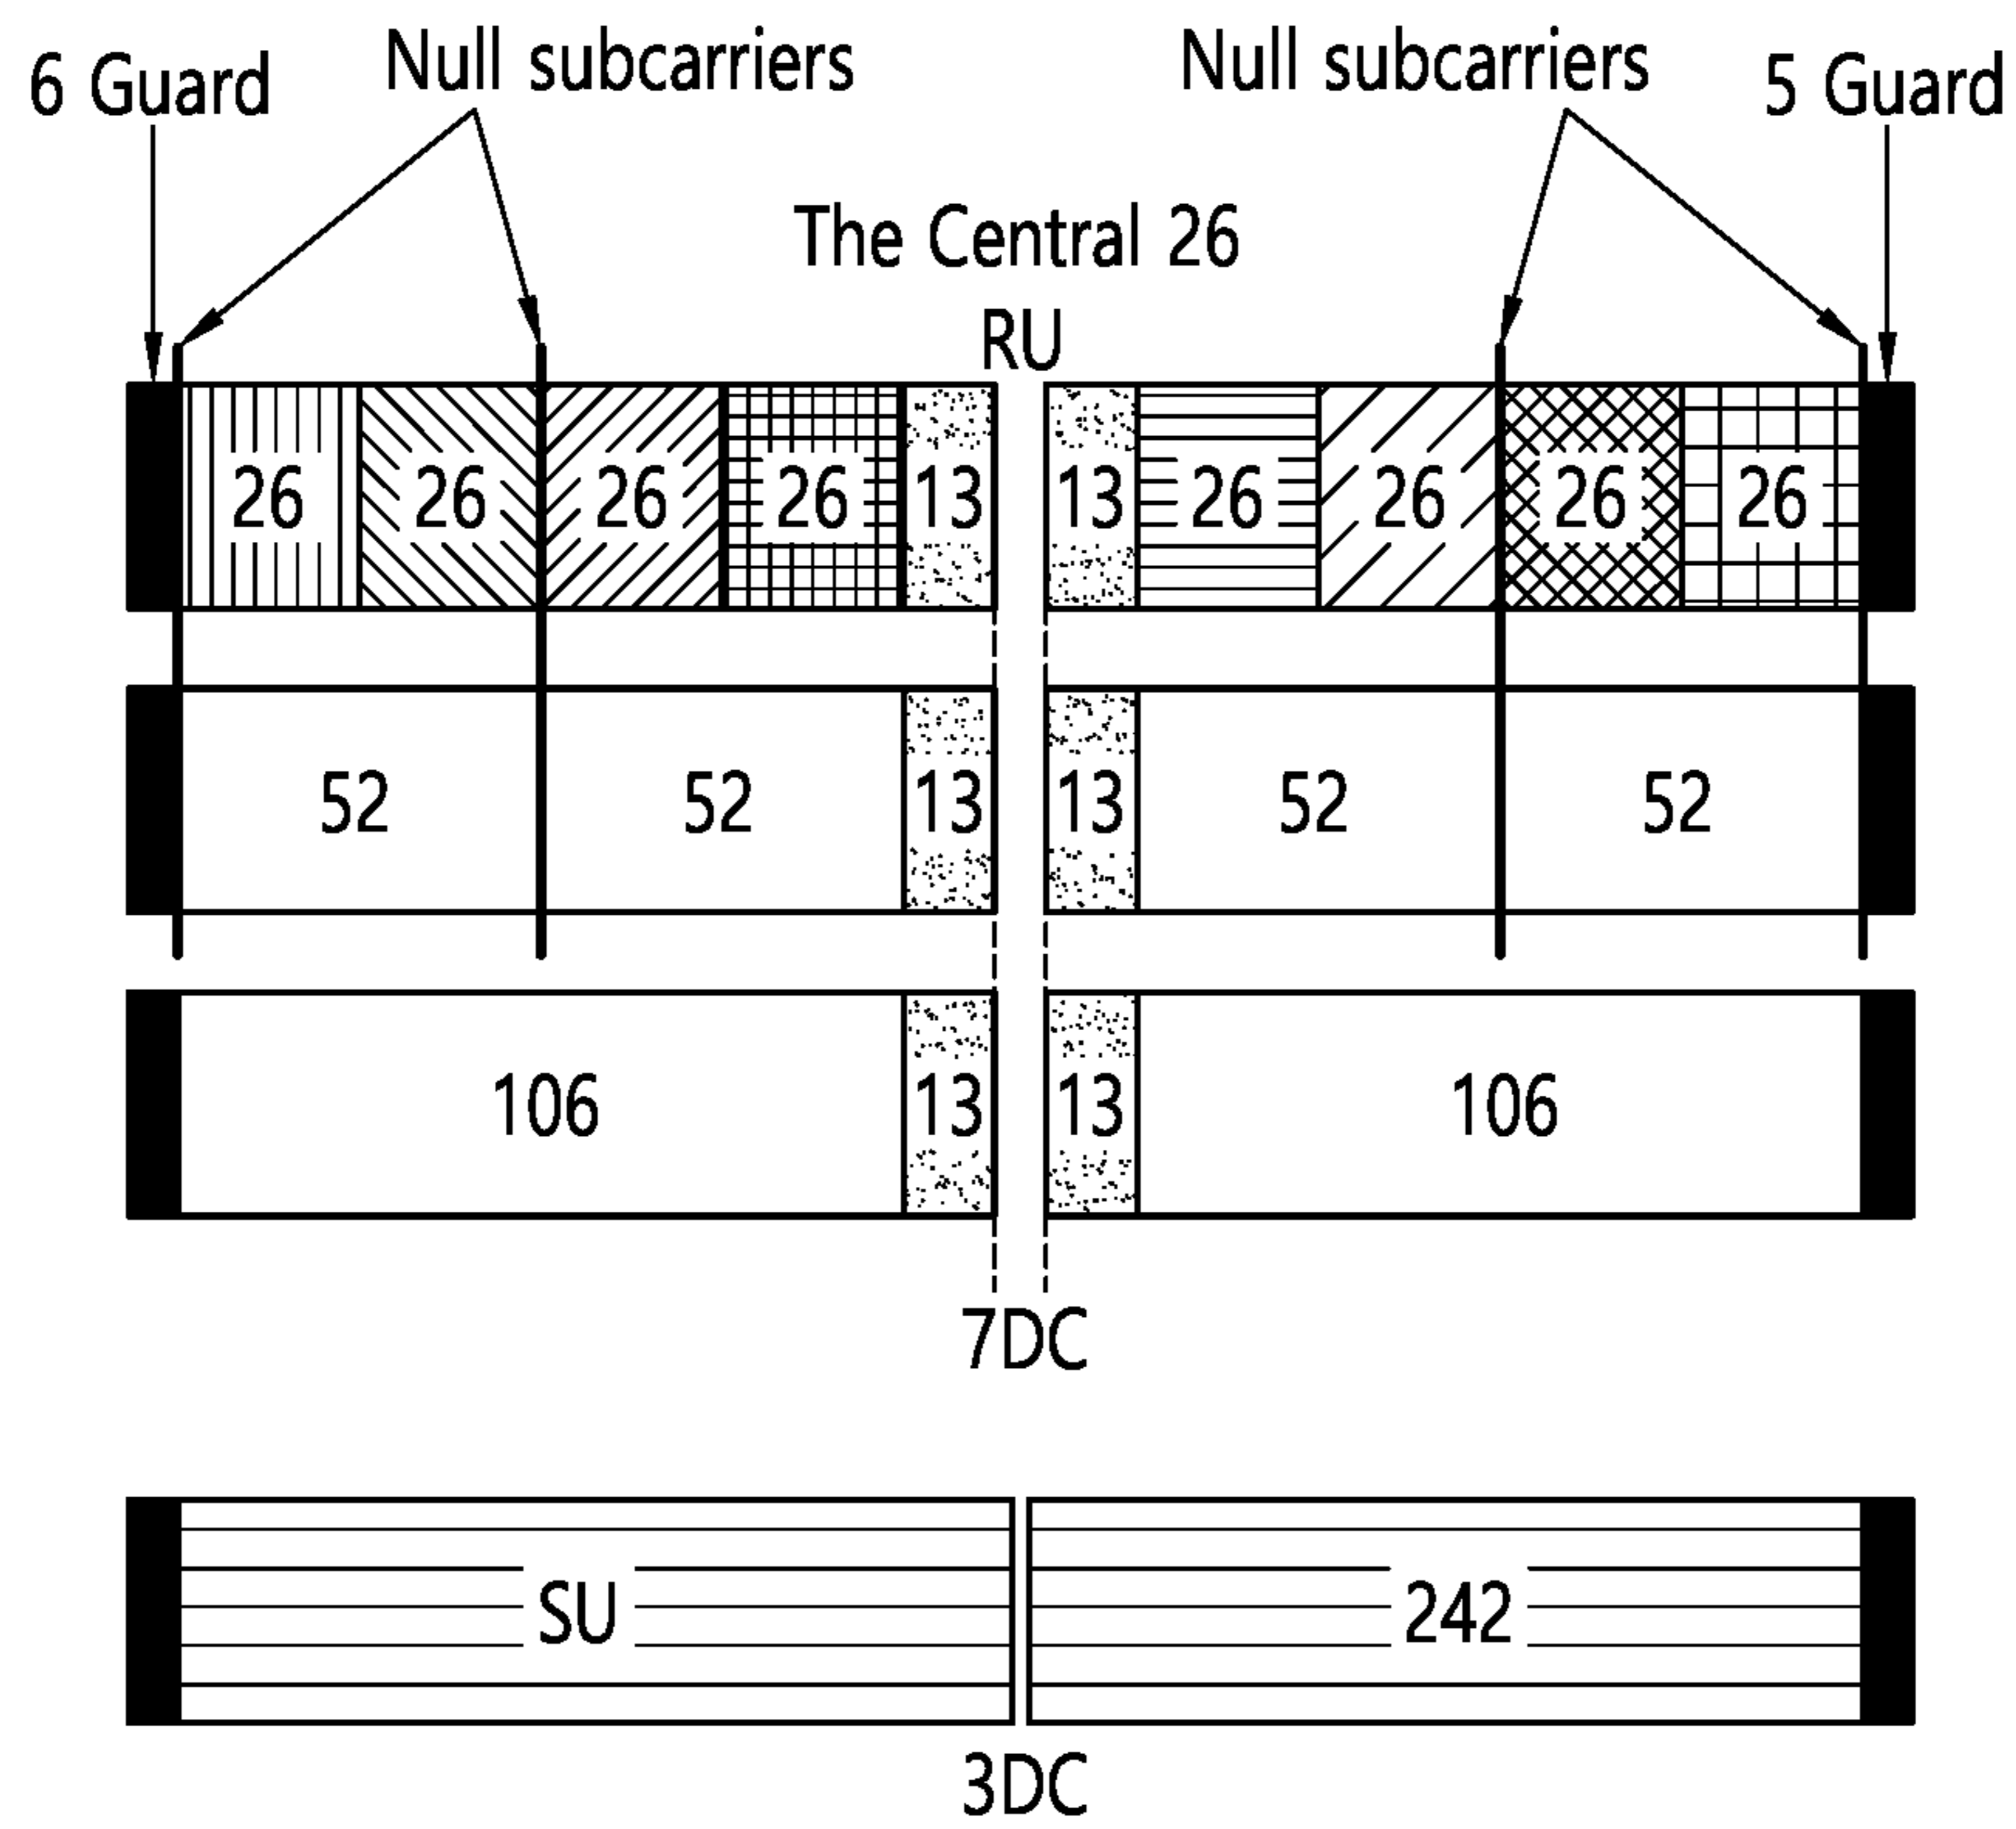 6 Guard
Null subcarriers
Null subcarriers
5 Guard
The Central 26
RU
26 26 26 26 13 13 26 26 26 26
52 52 13 13 52 52
106 13 13 106
7DC
SU 242
3DC